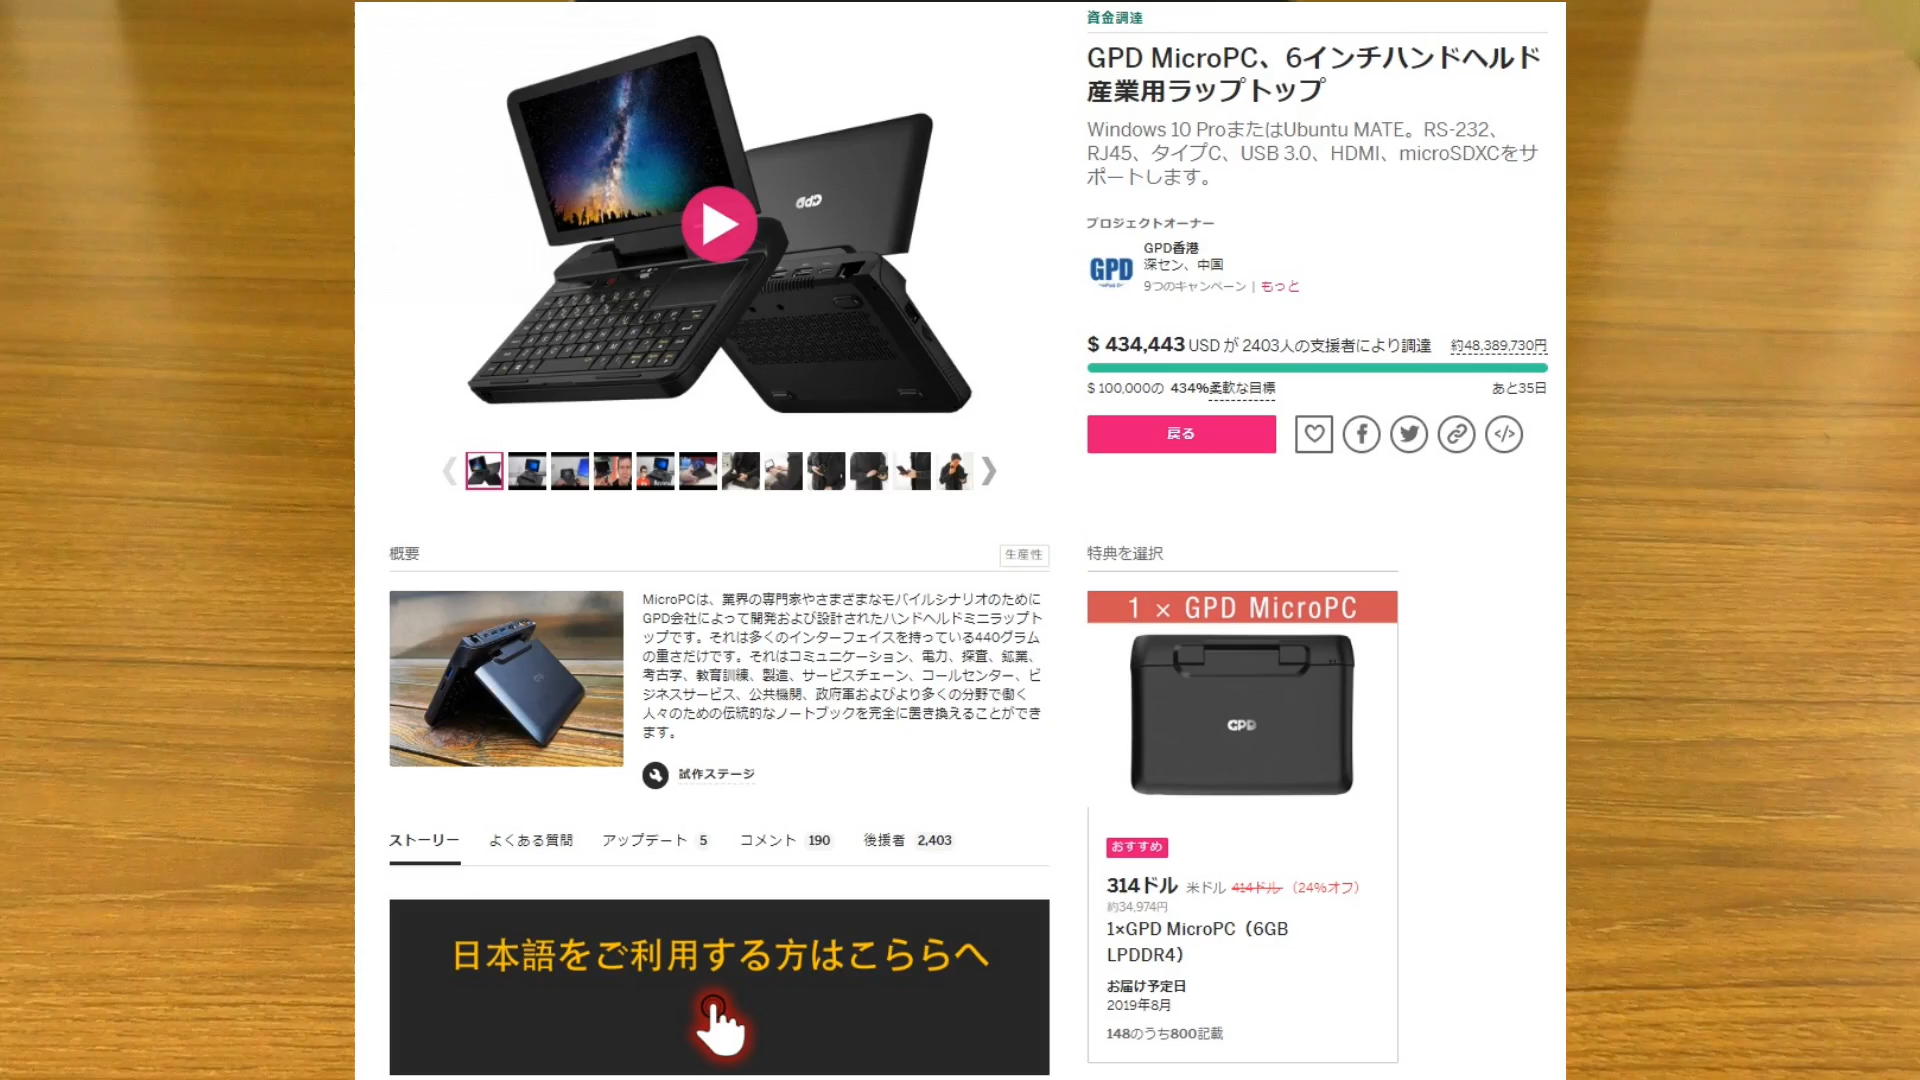 資金調達
GPD MicroPC、6インチハンドヘルド
産業用ラップトップ
Windows 10 ProまたはUbuntu MATE。RS-232、
RJ45、タイプC、USB 3.0、HDMI、microSDXCをサ
ポートします。
プロジェクトオーナー
GPD
GPD香港
深セン、中国
9つのキャンペーン | もっと
$ 434,443 USD が 2403人の支援者により調達 約48,389,730円
$ 100,000の 434%柔軟な目標 あと35日
戻る
GPD
概要
生産性
MicroPCは、業界の専門家やさまざまなモバイルシナリオのために
GPD会社によって開発および設計されたハンドヘルドミニラップト
ップです。それは多くのインターフェイスを持っている440グラム
の重さだけです。それはコミュニケーション、電力、探査、鉱業、
考古学、教育訓練、製造、サービスチェーン、コールセンター、ビ
ジネスサービス、公共機関、政府軍およびより多くの分野で働く
人々のための伝統的なノートブックを完全に置き換えることができ
ます。
試作ステージ
ストーリー よくある質問 アップデート 5 コメント 190 後援者 2,403
日本語をご利用する方はこららへ
特典を選択
1 × GPD MicroPC
GPD
おすすめ
314ドル 米ドル 414ドル (24%オフ)
約34,974円
1×GPD MicroPC（6GB
LPDDR4）
お届け予定日
2019年8月
148のうち800記載